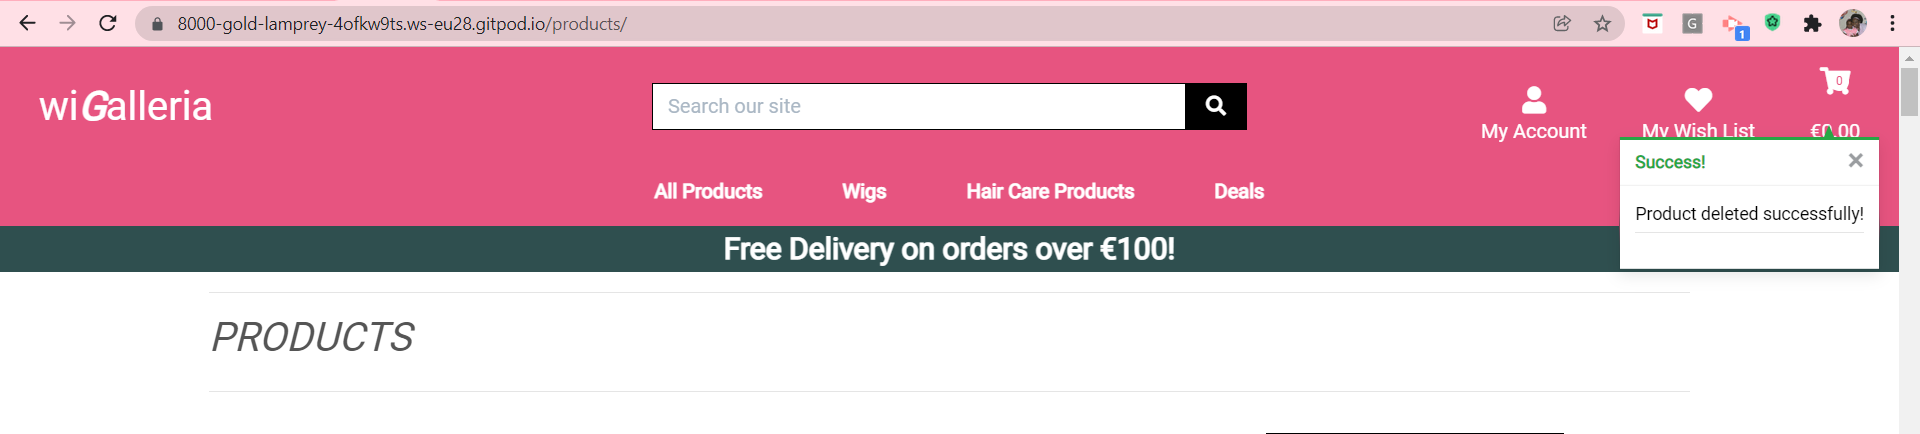 8000-gold-lamprey-4ofkw9ts.ws-eu28.gitpod.io/products/
G
1
wiGalleria
Search our site
My Account
My Wish List
0
€0.00
Success!
Product deleted successfully!
All Products Wigs Hair Care Products Deals
Free Delivery on orders over €100!
PRODUCTS